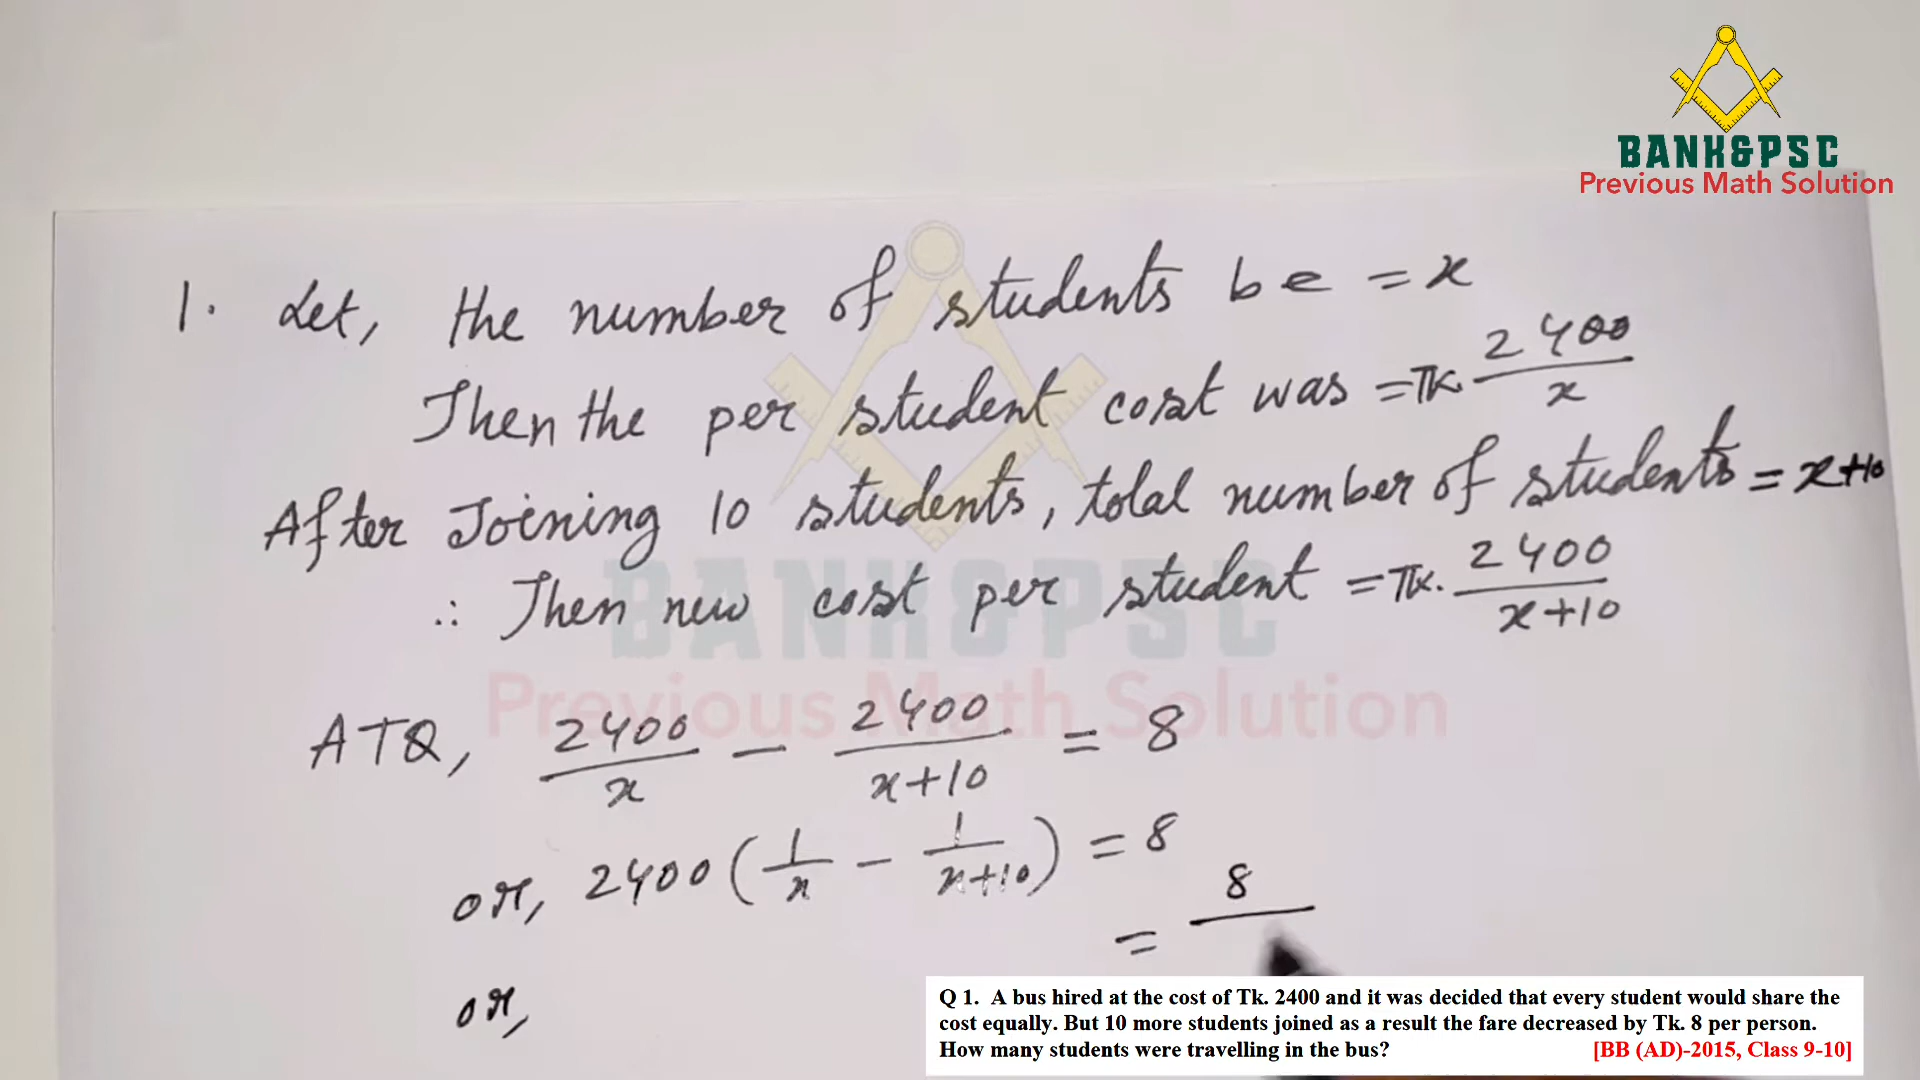 BANK&PSC
Previous Math Solution
1. Let, the number of students be = x
Then the per student cost was = Tk. 2400/x
After Joining 10 students, total number of students = x+10
∴ Then new cost per student = Tk. 2400/x+10
BANK&PSC
Previous Math Solution
ATQ, 2400/x − 2400/x+10 = 8
or, 2400(1/x − 1/x+10) = 8
or, = 8/
Q 1. A bus hired at the cost of Tk. 2400 and it was decided that every student would share the
cost equally. But 10 more students joined as a result the fare decreased by Tk. 8 per person.
How many students were travelling in the bus? [BB (AD)-2015, Class 9-10]